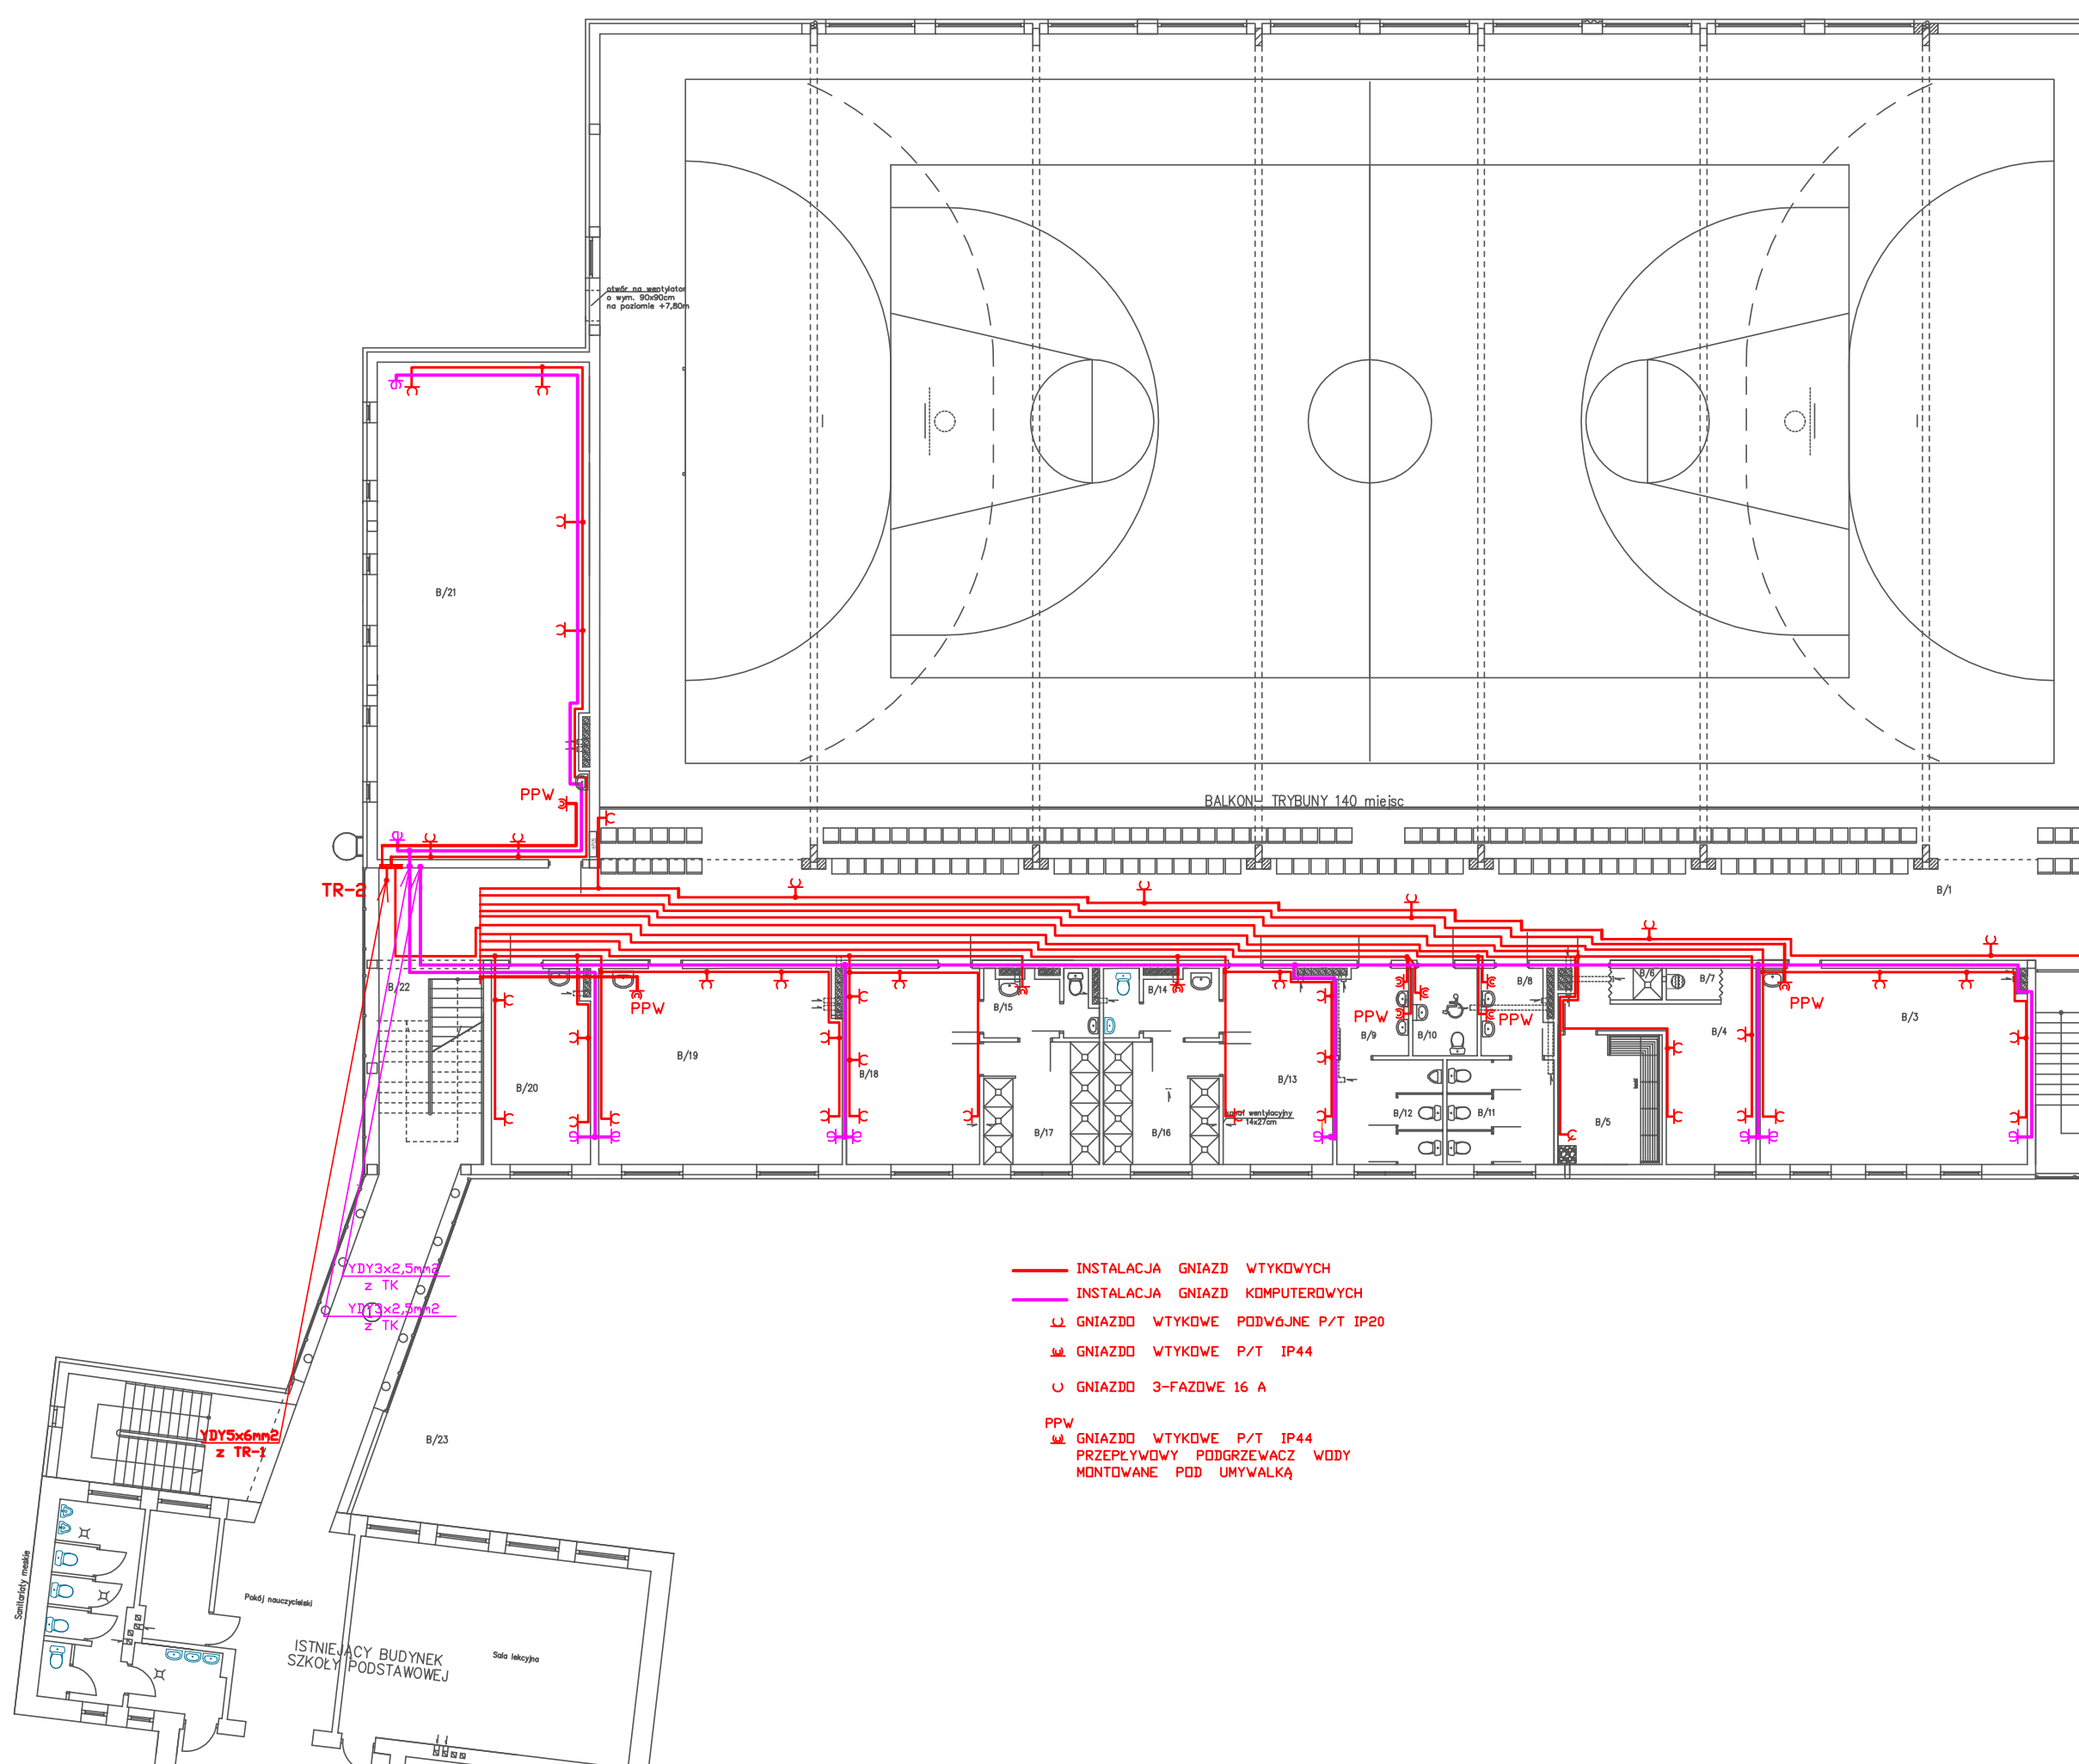 otwór na wentylator
o wym. 90x90cm
na poziomie +7,80m
B/21
PPW
BALKON- TRYBUNY 140 miejsc
TR-2
B/1
B/22
B/20
PPW
B/19
B/18
B/15
B/14
B/17
B/16
B/13
kanał wentylacyjny
14x27cm
PPW
B/9
B/10
B/12
B/11
PPW
B/8
B/6
B/7
B/4
B/5
PPW
B/3
YDY3x2,5mm2
z TK
YDY3x2,5mm2
z TK
YDY5x6mm2
z TR-1
B/23
INSTALACJA GNIAZD WTYKOWYCH
INSTALACJA GNIAZD KOMPUTEROWYCH
GNIAZDO WTYKOWE PODWóJNE P/T IP20
GNIAZDO WTYKOWE P/T IP44
GNIAZDO 3-FAZOWE 16 A
PPW
GNIAZDO WTYKOWE P/T IP44
PRZEPŁYWOWY PODGRZEWACZ WODY
MONTOWANE POD UMYWALKĄ
Sanitariaty meskie
Pokój nauczycielski
ISTNIEJĄCY BUDYNEK
SZKOŁY PODSTAWOWEJ
Sala lekcyjna